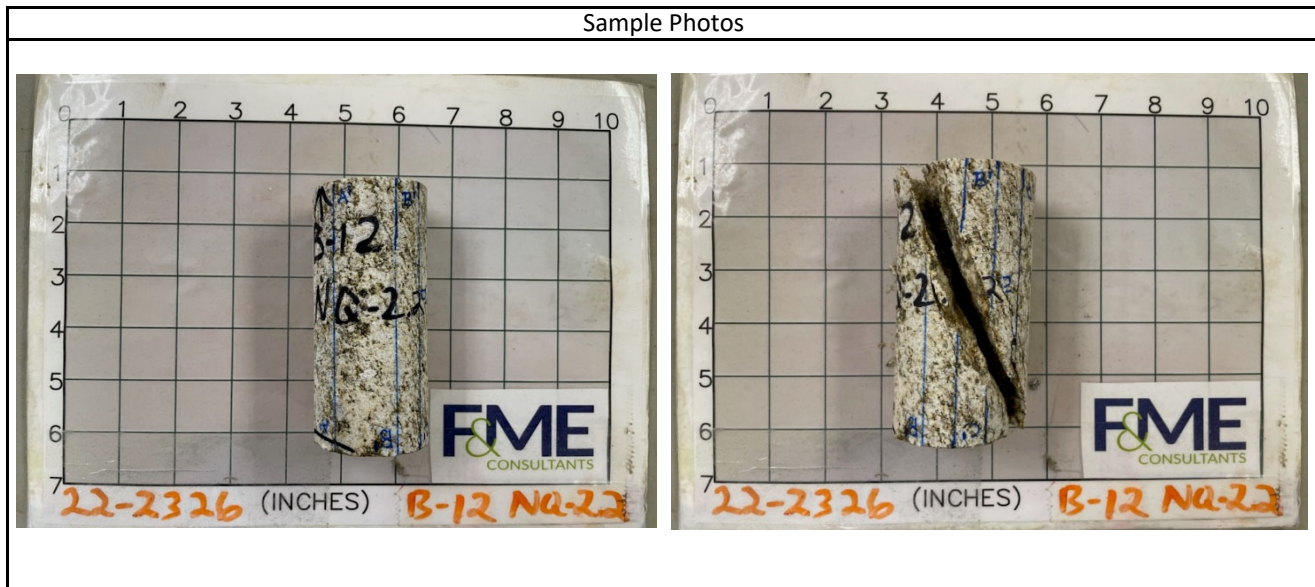 Sample Photos
0 1 2 3 4 5 6 7 8 9 10
1
2
3
4
5
6
7
A' B'
B-12
NQ-22
B
F&ME
CONSULTANTS
22-2326 (INCHES) B-12 NQ-22
0 1 2 3 4 5 6 7 8 9 10
1
2
3
4
5
6
7
B'
2
22
B C
F&ME
CONSULTANTS
22-2326 (INCHES) B-12 NQ-22